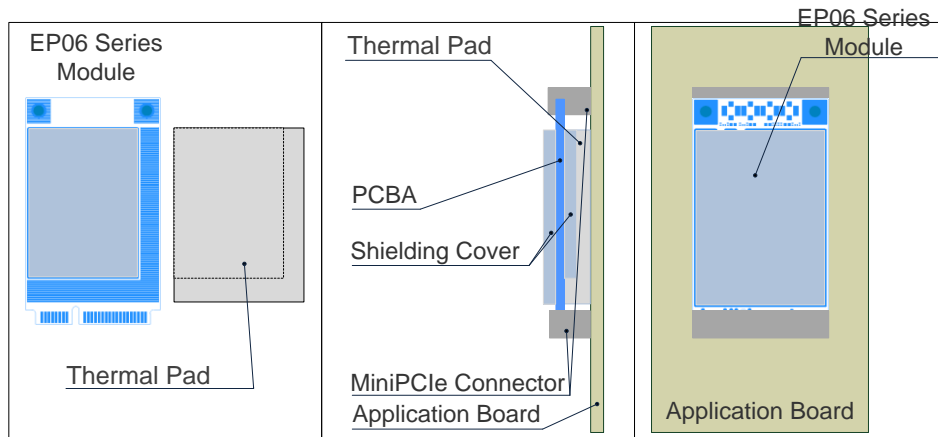 EP06 Series
Module
Thermal Pad
Thermal Pad
PCBA
Shielding Cover
MiniPCIe Connector
Application Board
EP06 Series
Module
Application Board